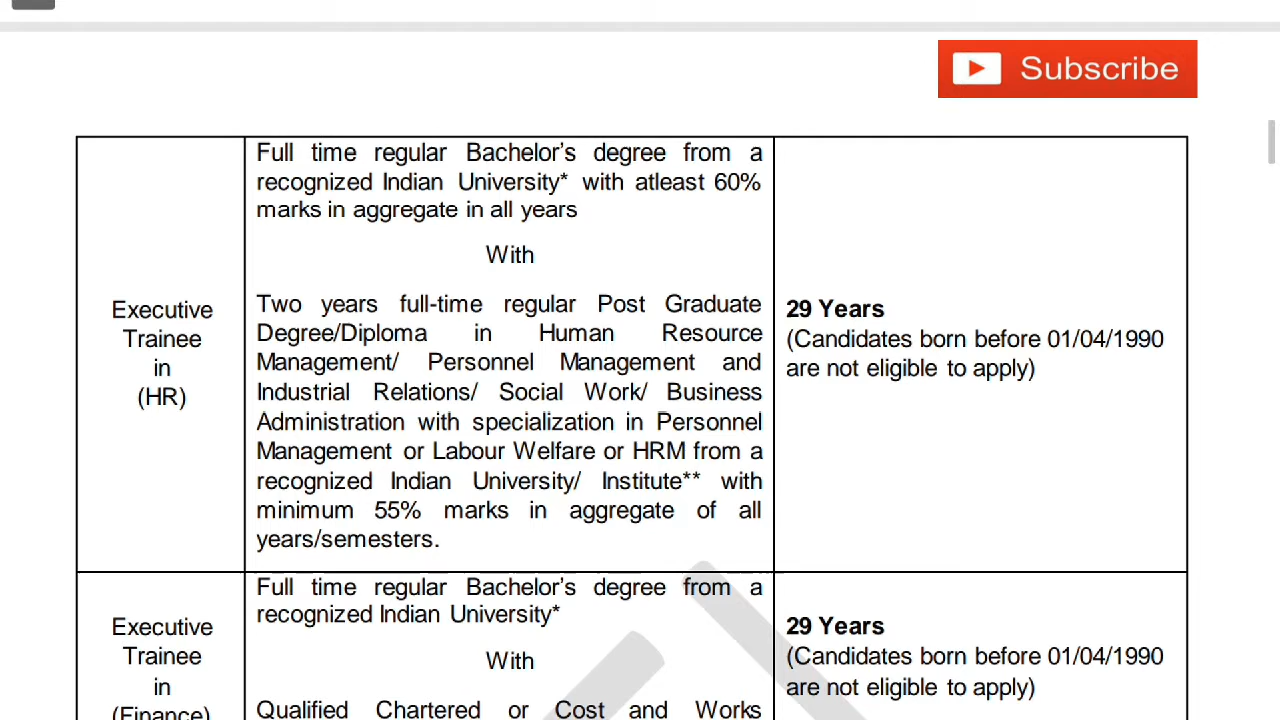 Subscribe
Full time regular Bachelor's degree from a
recognized Indian University* with atleast 60%
marks in aggregate in all years
With
Executive
Trainee
in
(HR)
Two years full-time regular Post Graduate
Degree/Diploma in Human Resource
Management/ Personnel Management and
Industrial Relations/ Social Work/ Business
Administration with specialization in Personnel
Management or Labour Welfare or HRM from a
recognized Indian University/ Institute** with
minimum 55% marks in aggregate of all
years/semesters.
29 Years
(Candidates born before 01/04/1990
are not eligible to apply)
Executive
Trainee
in
(Finance)
Full time regular Bachelor's degree from a
recognized Indian University*
With
Qualified Chartered or Cost and Works
29 Years
(Candidates born before 01/04/1990
are not eligible to apply)